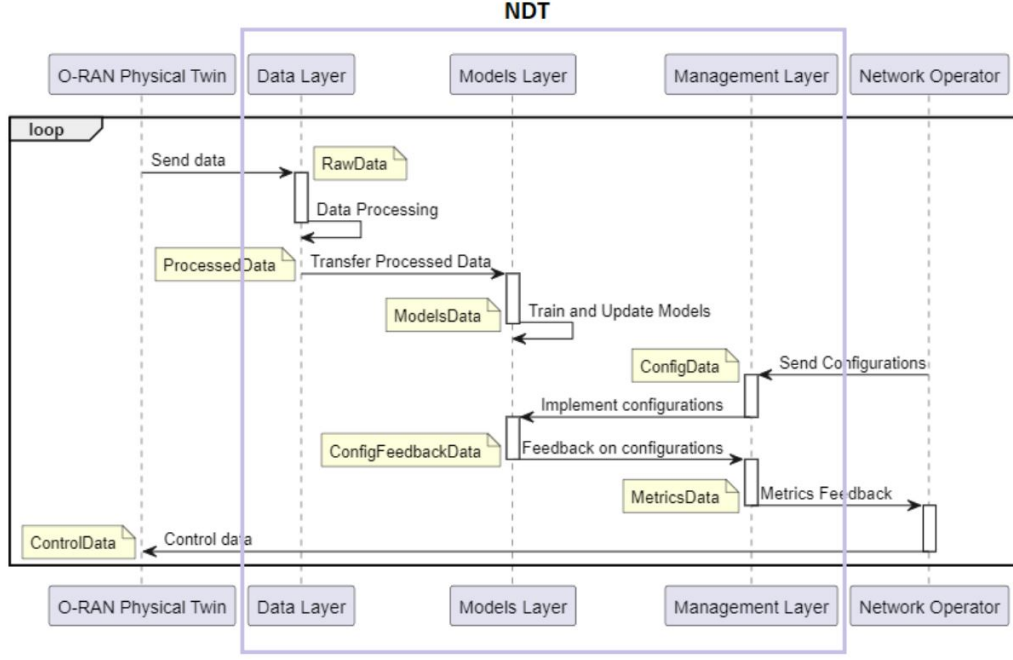 NDT
O-RAN Physical Twin
Data Layer
Models Layer
Management Layer
Network Operator
loop
Send data
RawData
Data Processing
ProcessedData
Transfer Processed Data
ModelsData
Train and Update Models
ConfigData
Send Configurations
Implement configurations
ConfigFeedbackData
Feedback on configurations
MetricsData
Metrics Feedback
ControlData
Control data
O-RAN Physical Twin
Data Layer
Models Layer
Management Layer
Network Operator